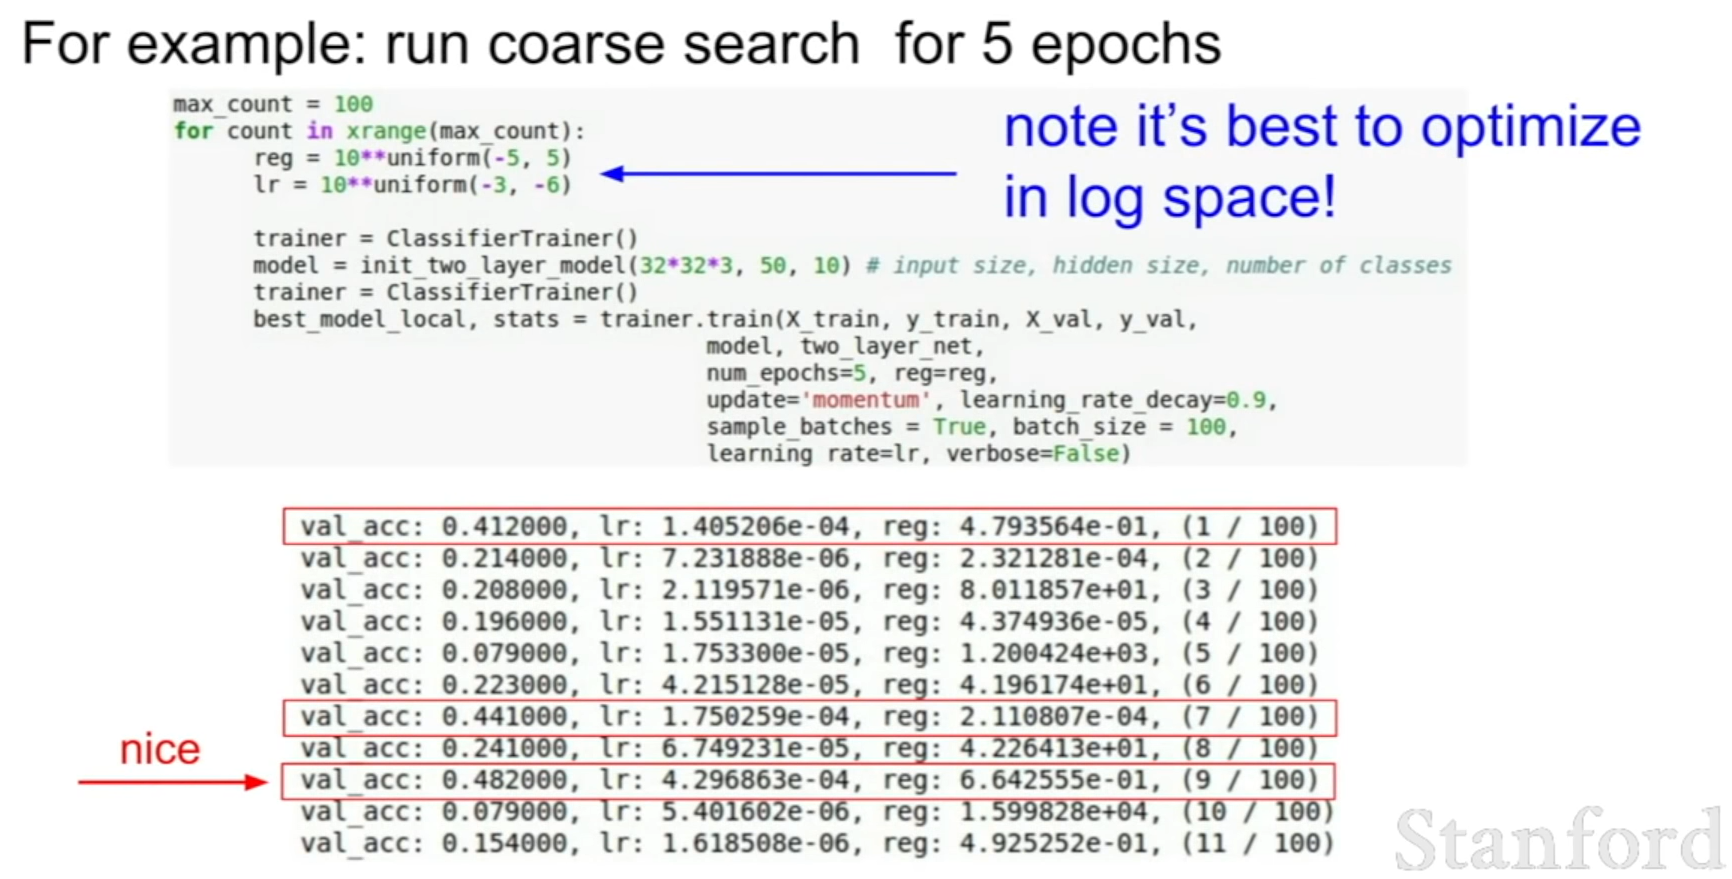 For example: run coarse search for 5 epochs
max_count = 100
for count in xrange(max_count):
reg = 10**uniform(-5, 5)
lr = 10**uniform(-3, -6)
note it's best to optimize
in log space!
trainer = ClassifierTrainer()
model = init_two_layer_model(32*32*3, 50, 10) # input size, hidden size, number of classes
trainer = ClassifierTrainer()
best_model_local, stats = trainer.train(X_train, y_train, X_val, y_val,
model, two_layer_net,
num_epochs=5, reg=reg,
update='momentum', learning_rate_decay=0.9,
sample_batches = True, batch_size = 100,
learning_rate=lr, verbose=False)
val_acc: 0.412000, lr: 1.405206e-04, reg: 4.793564e-01, (1 / 100)
val_acc: 0.214000, lr: 7.231888e-06, reg: 2.321281e-04, (2 / 100)
val_acc: 0.208000, lr: 2.119571e-06, reg: 8.011857e+01, (3 / 100)
val_acc: 0.196000, lr: 1.551131e-05, reg: 4.374936e-05, (4 / 100)
val_acc: 0.079000, lr: 1.753300e-05, reg: 1.200424e+03, (5 / 100)
val_acc: 0.223000, lr: 4.215128e-05, reg: 4.196174e+01, (6 / 100)
val_acc: 0.441000, lr: 1.750259e-04, reg: 2.110807e-04, (7 / 100)
val_acc: 0.241000, lr: 6.749231e-05, reg: 4.226413e+01, (8 / 100)
nice
val_acc: 0.482000, lr: 4.296863e-04, reg: 6.642555e-01, (9 / 100)
val_acc: 0.079000, lr: 5.401602e-06, reg: 1.599828e+04, (10 / 100)
val_acc: 0.154000, lr: 1.618508e-06, reg: 4.925252e-01, (11 / 100)
Stanford